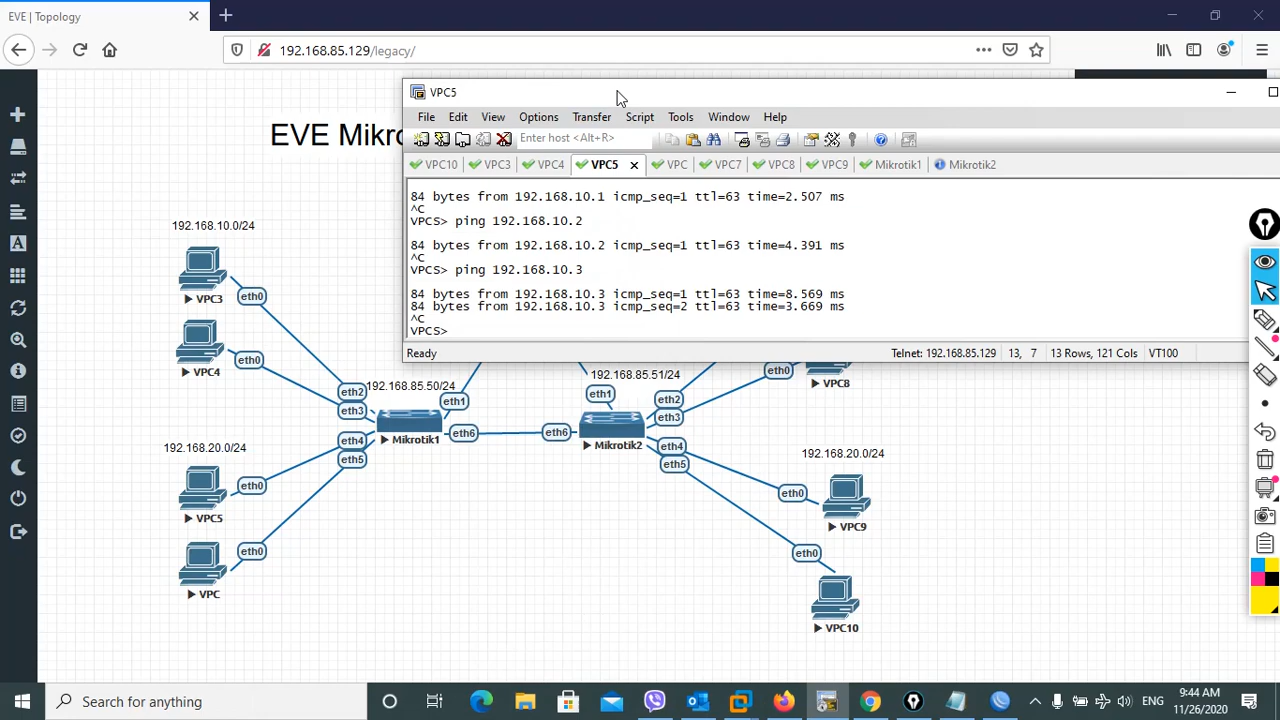 EVE | Topology
192.168.85.129/legacy/
EVE Mikro
VPC5
File Edit View Options Transfer Script Tools Window Help
Enter host <Alt+R>
VPC10 VPC3 VPC4 VPC5 VPC VPC7 VPC8 VPC9 Mikrotik1 Mikrotik2
84 bytes from 192.168.10.1 icmp_seq=1 ttl=63 time=2.507 ms
^C
VPCS> ping 192.168.10.2
84 bytes from 192.168.10.2 icmp_seq=1 ttl=63 time=4.391 ms
^C
VPCS> ping 192.168.10.3
84 bytes from 192.168.10.3 icmp_seq=1 ttl=63 time=8.569 ms
84 bytes from 192.168.10.3 icmp_seq=2 ttl=63 time=3.669 ms
^C
VPCS>
Ready Telnet: 192.168.85.129 13, 7 13 Rows, 121 Cols VT100
192.168.10.0/24
eth0
VPC3
eth0
VPC4
192.168.85.50/24
eth2
eth1
eth3
Mikrotik1
eth6
eth4
eth5
192.168.20.0/24
eth0
VPC5
eth0
VPC
192.168.85.51/24
eth1
eth2
eth3
eth6
Mikrotik2
eth4
eth5
eth0
VPC8
192.168.20.0/24
eth0
VPC9
eth0
VPC10
Search for anything
9:44 AM
11/26/2020